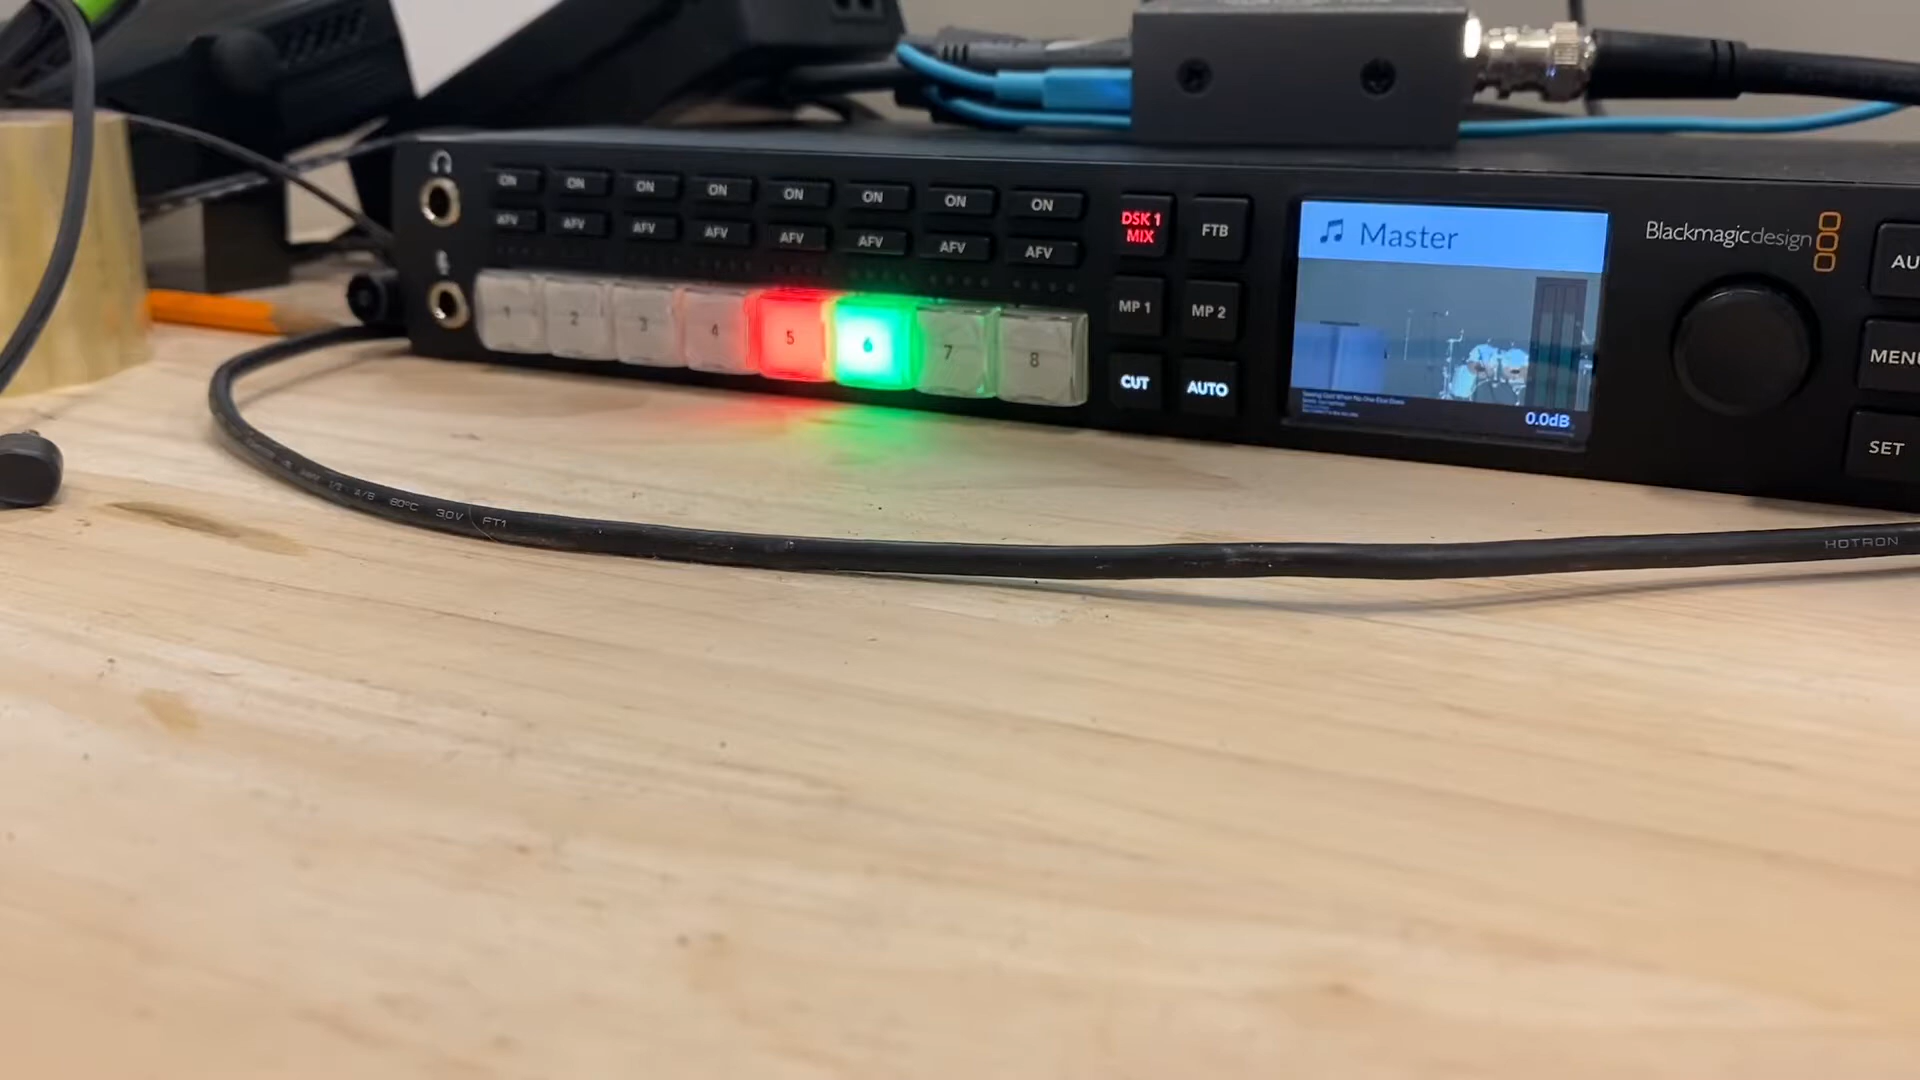 ON ON ON ON ON ON ON ON
AFV AFV AFV AFV AFV AFV AFV AFV
1 2 3 4 5 6 7 8
DSK 1
MIX
FTB
MP 1
MP 2
CUT
AUTO
Master
0.0dB
Blackmagicdesign
AU
MENU
SET
80°C 30V FT1
HOTRON